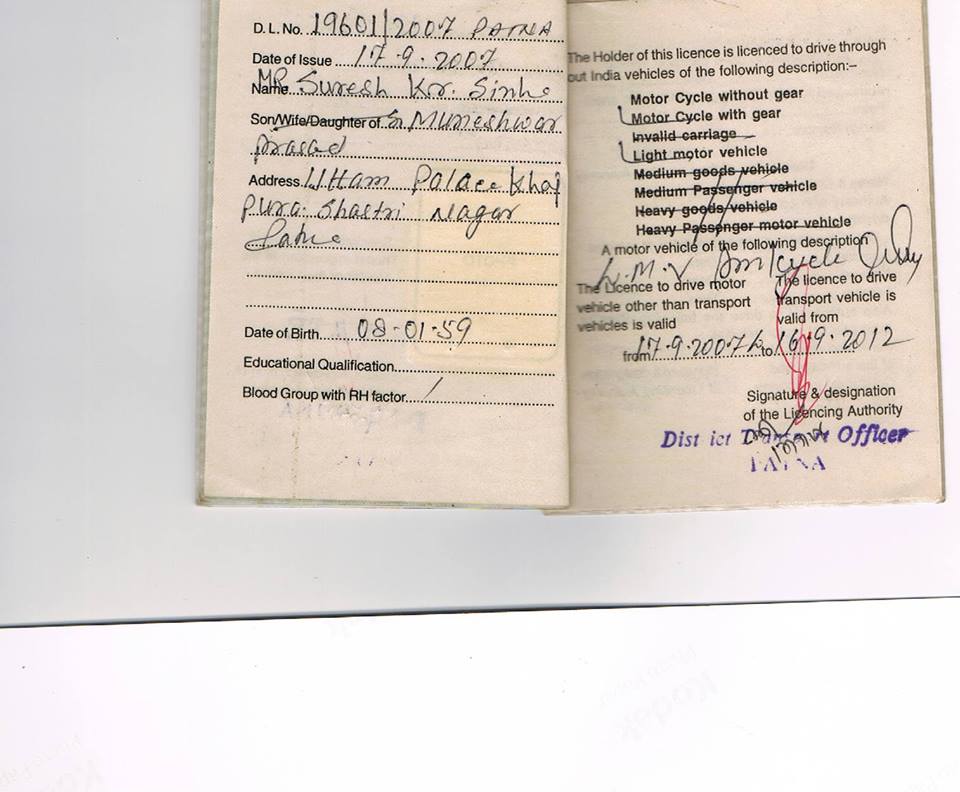 D. L. No. 19601/2007 PATNA
Date of Issue 17.9.2007
Name MR Suresh Kr. Sinha
Son/Wife/Daughter of S/o Muneshwar
Prasad
Address Uttam Palace Khaj
pura. Shastri Nagar
Patna
Date of Birth 08-01-59
Educational Qualification
Blood Group with RH factor /
The Holder of this licence is licenced to drive through
out India vehicles of the following description:–
Motor Cycle without gear
Motor Cycle with gear
Invalid carriage
Light motor vehicle
Medium goods vehicle
Medium Passenger vehicle
Heavy goods vehicle
Heavy Passenger motor vehicle
A motor vehicle of the following description
L.M.V Only
The Licence to drive motor
vehicle other than transport
vehicles is valid
from 17.9.2007 to 16.9.2012
The licence to drive
transport vehicle is
valid from
Signature & designation
of the Licencing Authority
Dist ict Officer
PATNA